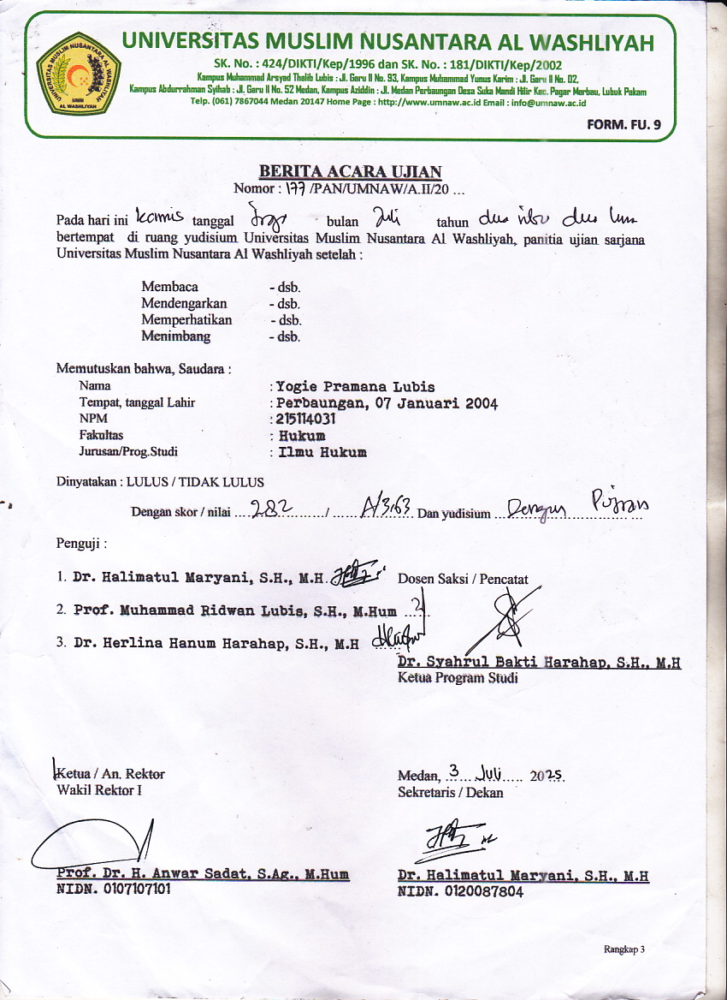 UNIVERSITAS MUSLIM NUSANTARA AL WASHLIYAH
SK. No. : 424/DIKTI/Kep/1996 dan SK. No. : 181/DIKTI/Kep/2002
Kampus Muhammad Arsyad Thalib Lubis : Jl. Garu II No. 93, Kampus Muhammad Yunus Karim : Jl. Garu II No. 02,
Kampus Abdurrahman Syihab : Jl. Garu II No. 52 Medan, Kampus Aziddin : Jl. Medan Perbaungan Desa Suka Mandi Hilir Kec. Pagar Merbau, Lubuk Pakam
Telp. (061) 7867044 Medan 20147 Home Page : http://www.umnaw.ac.id Email : info@umnaw.ac.id
UNIVERSITAS MUSLIM NUSANTARA AL WASHLIYAH
UMN
AL WASHLIYAH
FORM. FU. 9
BERITA ACARA UJIAN
Nomor : 177 /PAN/UMNAW/A.II/20 ...
Pada hari ini kamis tanggal bulan Juli tahun dua ribu dua lima
bertempat di ruang yudisium Universitas Muslim Nusantara Al Washliyah, panitia ujian sarjana
Universitas Muslim Nusantara Al Washliyah setelah :
Membaca - dsb.
Mendengarkan - dsb.
Memperhatikan - dsb.
Menimbang - dsb.
Memutuskan bahwa, Saudara :
Nama : Yogie Pramana Lubis
Tempat, tanggal Lahir : Perbaungan, 07 Januari 2004
NPM : 215114031
Fakultas : Hukum
Jurusan/Prog.Studi : Ilmu Hukum
Dinyatakan : LULUS / TIDAK LULUS
Dengan skor / nilai ... 282 ... / ... A/3,63 Dan yudisium ... Dengan Pujian
Penguji :
1. Dr. Halimatul Maryani, S.H., M.H. Dosen Saksi / Pencatat
2. Prof. Muhammad Ridwan Lubis, S.H., M.Hum ....
3. Dr. Herlina Hanum Harahap, S.H., M.H
Dr. Syahrul Bakti Harahap, S.H., M.H
Ketua Program Studi
Ketua / An. Rektor
Wakil Rektor I
Medan, 3 Juli 2025
Sekretaris / Dekan
Prof. Dr. H. Anwar Sadat, S.Ag., M.Hum
NIDN. 0107107101
Dr. Halimatul Maryani, S.H., M.H
NIDN. 0120087804
Rangkap 3